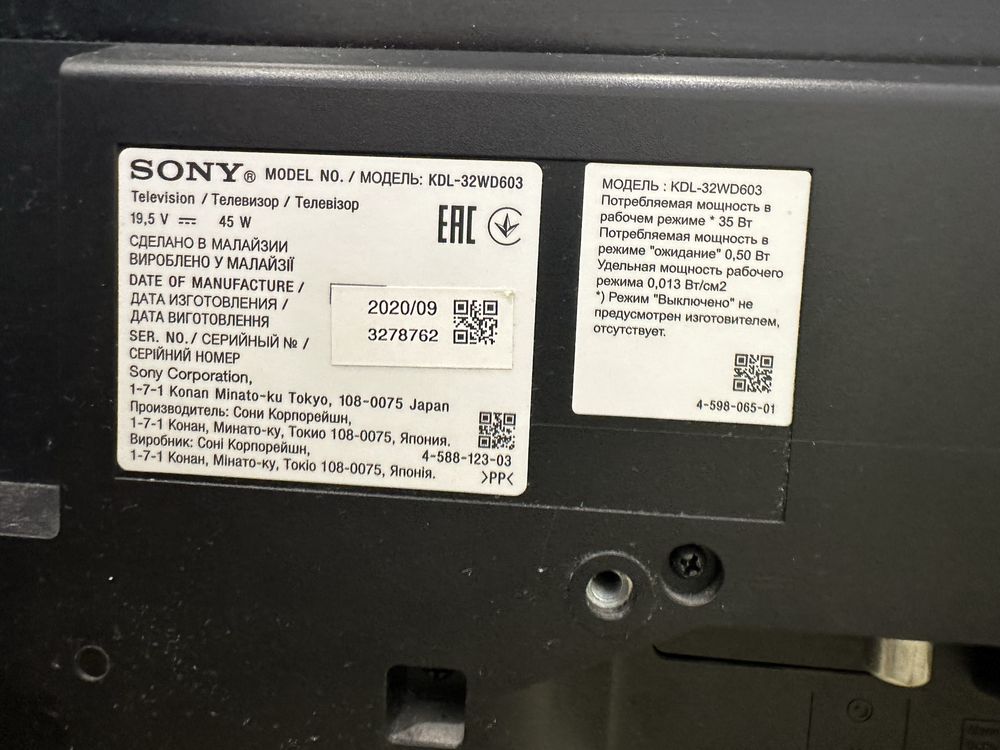 SONY® MODEL NO. / МОДЕЛЬ: KDL-32WD603
Television / Телевизор / Телевізор
19,5 V ⎓ 45 W
EAC
СДЕЛАНО В МАЛАЙЗИИ
ВИРОБЛЕНО У МАЛАЙЗІЇ
DATE OF MANUFACTURE /
ДАТА ИЗГОТОВЛЕНИЯ /
ДАТА ВИГОТОВЛЕННЯ
2020/09
SER. NO./ СЕРИЙНЫЙ № /
СЕРІЙНИЙ НОМЕР
3278762
Sony Corporation,
1-7-1 Konan Minato-ku Tokyo, 108-0075 Japan
Производитель: Сони Корпорейшн,
1-7-1 Конан, Минато-ку, Токио 108-0075, Япония.
Виробник: Соні Корпорейшн,
1-7-1 Конан, Мінато-ку, Токіо 108-0075, Японія.
4-588-123-03
>PP<
МОДЕЛЬ : KDL-32WD603
Потребляемая мощность в
рабочем режиме * 35 Вт
Потребляемая мощность в
режиме "ожидание" 0,50 Вт
Удельная мощность рабочего
режима 0,013 Вт/см2
*) Режим "Выключено" не
предусмотрен изготовителем,
отсутствует.
4-598-065-01